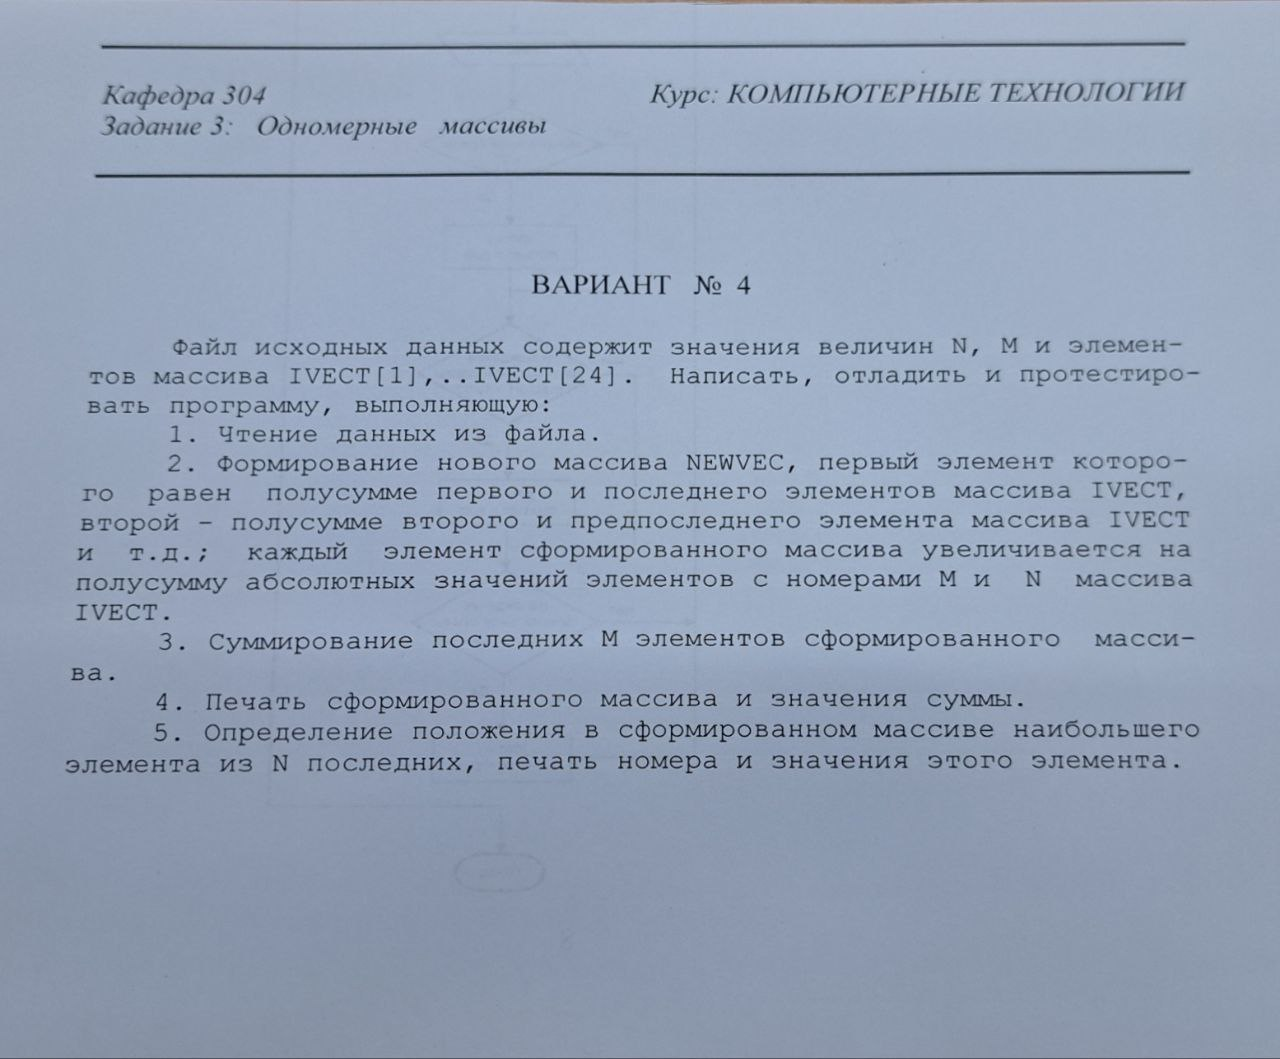 Кафедра 304 Курс: КОМПЬЮТЕРНЫЕ ТЕХНОЛОГИИ
Задание 3: Одномерные массивы
ВАРИАНТ № 4
Файл исходных данных содержит значения величин N, M и элемен-
тов массива IVECT[1],..IVECT[24]. Написать, отладить и протестиро-
вать программу, выполняющую:
1. Чтение данных из файла.
2. Формирование нового массива NEWVEC, первый элемент которо-
го равен полусумме первого и последнего элементов массива IVECT,
второй – полусумме второго и предпоследнего элемента массива IVECT
и т.д.; каждый элемент сформированного массива увеличивается на
полусумму абсолютных значений элементов с номерами M и N массива
IVECT.
3. Суммирование последних M элементов сформированного масси-
ва.
4. Печать сформированного массива и значения суммы.
5. Определение положения в сформированном массиве наибольшего
элемента из N последних, печать номера и значения этого элемента.